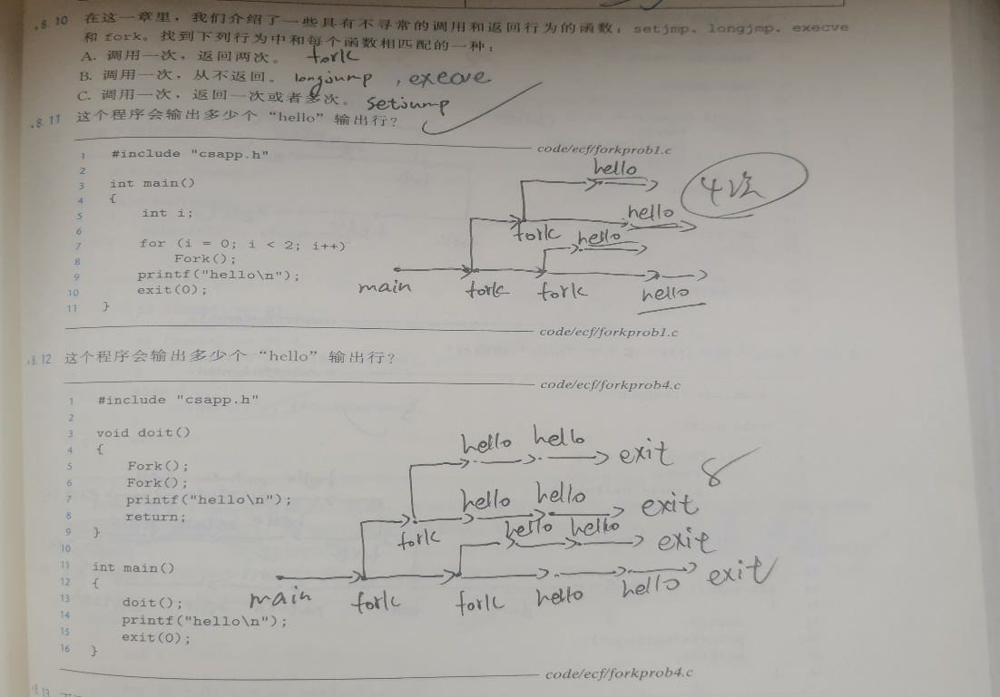 8.10 在这一章里，我们介绍了一些具有不寻常的调用和返回行为的函数：setjmp、longjmp、execve
和 fork。找到下列行为中和每个函数相匹配的一种：
A. 调用一次，返回两次。 fork
B. 调用一次，从不返回。 longjump , execve
C. 调用一次，返回一次或者多次。 setjump
8.11 这个程序会输出多少个“hello”输出行？
code/ecf/forkprob1.c
1 #include "csapp.h"
2
3 int main()
4 {
5 int i;
6
7 for (i = 0; i < 2; i++)
8 Fork();
9 printf("hello\n");
10 exit(0);
11 }
hello
4次
hello
fork hello
main fork fork hello
code/ecf/forkprob1.c
8.12 这个程序会输出多少个“hello”输出行？
code/ecf/forkprob4.c
1 #include "csapp.h"
2
3 void doit()
4 {
5 Fork();
6 Fork();
7 printf("hello\n");
8 return;
9 }
10
11 int main()
12 {
13 doit();
14 printf("hello\n");
15 exit(0);
16 }
hello hello exit 8
hello hello exit
fork hello hello exit
main fork fork hello hello exit
code/ecf/forkprob4.c
8.13